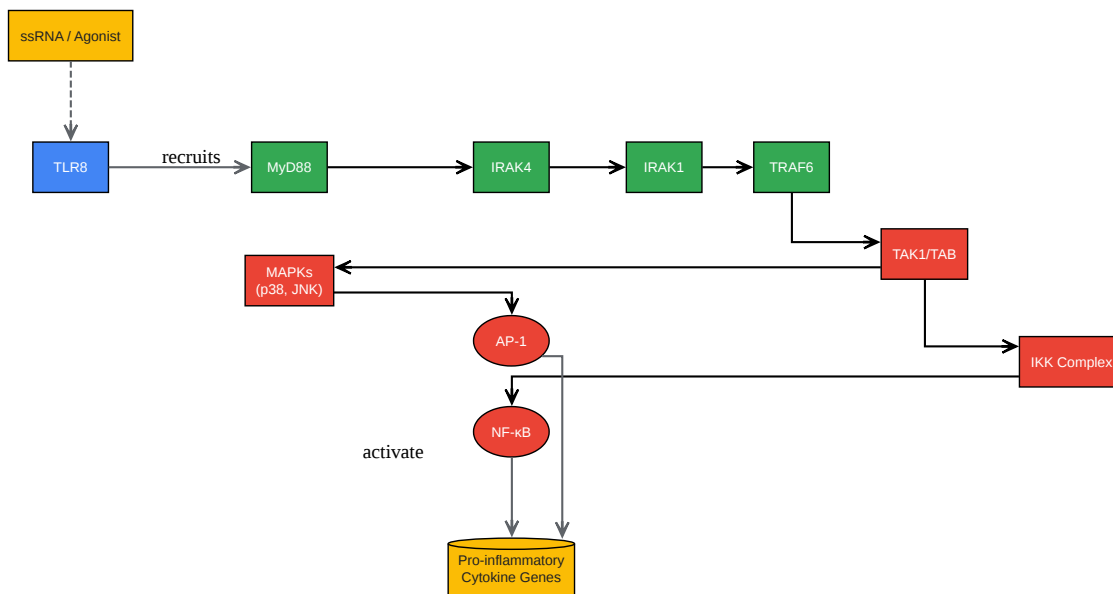 ssRNA / Agonist
TLR8
recruits
MyD88
IRAK4
IRAK1
TRAF6
TAK1/TAB
MAPKs
(p38, JNK)
AP-1
IKK Complex
NF-κB
activate
Pro-inflammatory
Cytokine Genes